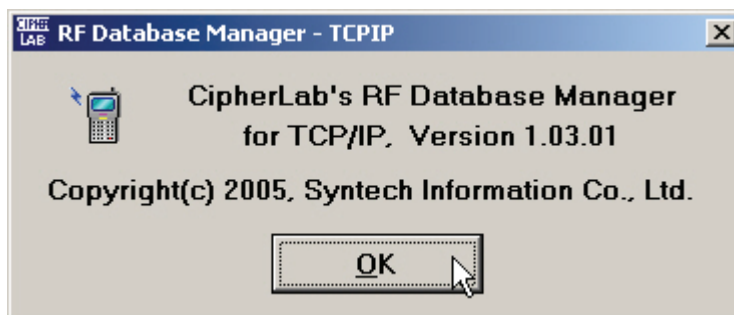 CIPHER
LAB
RF Database Manager - TCPIP
CipherLab's RF Database Manager
for TCP/IP, Version 1.03.01
Copyright(c) 2005, Syntech Information Co., Ltd.
OK